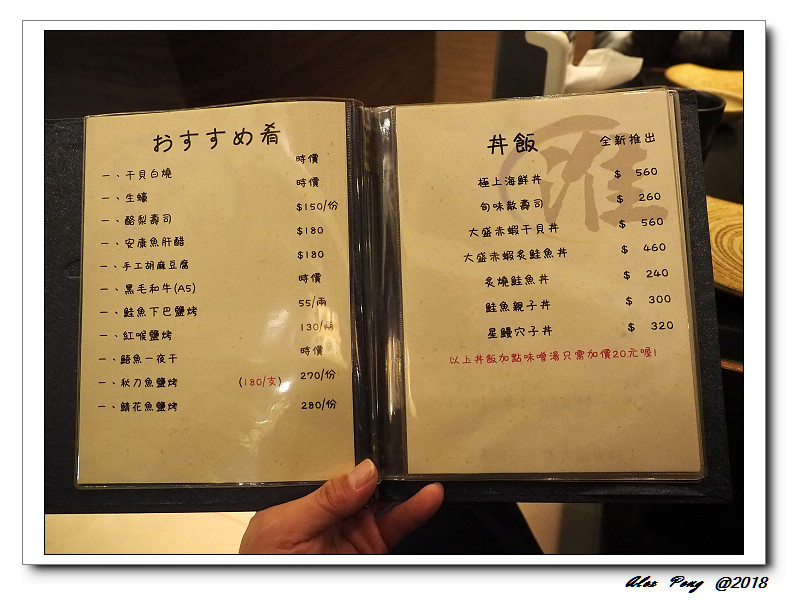 おすすめ肴
一、干貝白燒 時價
一、生蠔 時價
一、酪梨壽司 $150/份
一、安康魚肝醋 $180
一、手工胡麻豆腐 $180
一、黑毛和牛(A5) 時價
一、鮭魚下巴鹽烤 55/兩
一、紅喉鹽烤 130/兩
一、鯃魚一夜干 時價
一、秋刀魚鹽烤 (180/支) 270/份
一、鯖花魚鹽烤 280/份
丼飯 全新推出
匯
極上海鮮丼 $ 560
旬味散壽司 $ 260
大盛赤蝦干貝丼 $ 560
大盛赤蝦炙鮭魚丼 $ 460
炙燒鮭魚丼 $ 240
鮭魚親子丼 $ 300
星鰻穴子丼 $ 320
以上丼飯加點味噌湯只需加價20元喔!
Alex Pong @2018